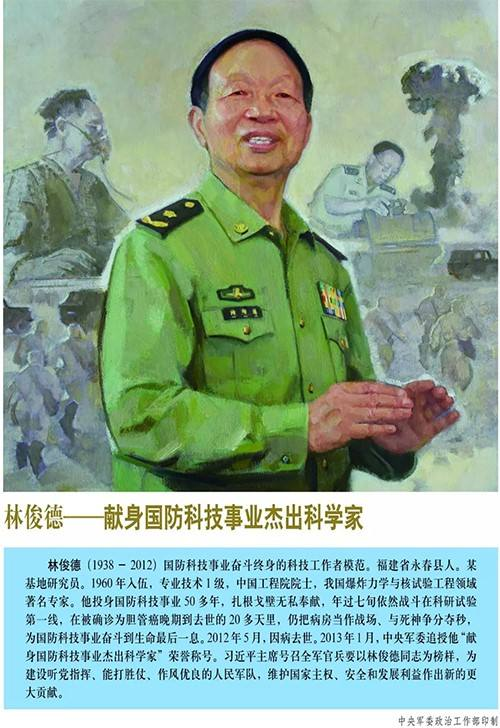 林俊德——献身国防科技事业杰出科学家
林俊德（1938－2012）国防科技事业奋斗终身的科技工作者模范。福建省永春县人。某
基地研究员。1960年入伍，专业技术1级，中国工程院院士，我国爆炸力学与核试验工程领域
著名专家。他投身国防科技事业50多年，扎根戈壁无私奉献，年过七旬依然战斗在科研试验
第一线，在被确诊为胆管癌晚期到去世的20多天里，仍把病房当作战场、与死神争分夺秒，
为国防科技事业奋斗到生命最后一息。2012年5月，因病去世。2013年1月，中央军委追授他“献
身国防科技事业杰出科学家”荣誉称号。习近平主席号召全军官兵要以林俊德同志为榜样，为
建设听党指挥、能打胜仗、作风优良的人民军队，维护国家主权、安全和发展利益作出新的更
大贡献。
中央军委政治工作部印制